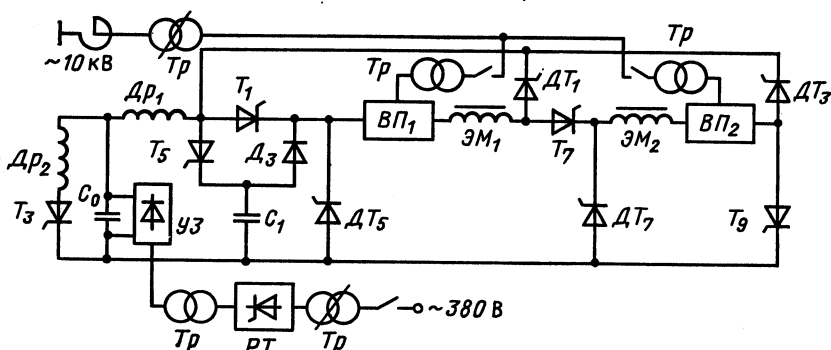 ~10 кВ
Тр
Тр
Тр
Др₁
Т₁
ДТ₁
ДТ₃
ВП₁
ЭМ₁
Т₇
ЭМ₂
ВП₂
Др₂
Т₅
Д₃
Т₃
С₀
УЗ
С₁
ДТ₅
ДТ₇
Т₉
Тр
РТ
Тр
~380 В